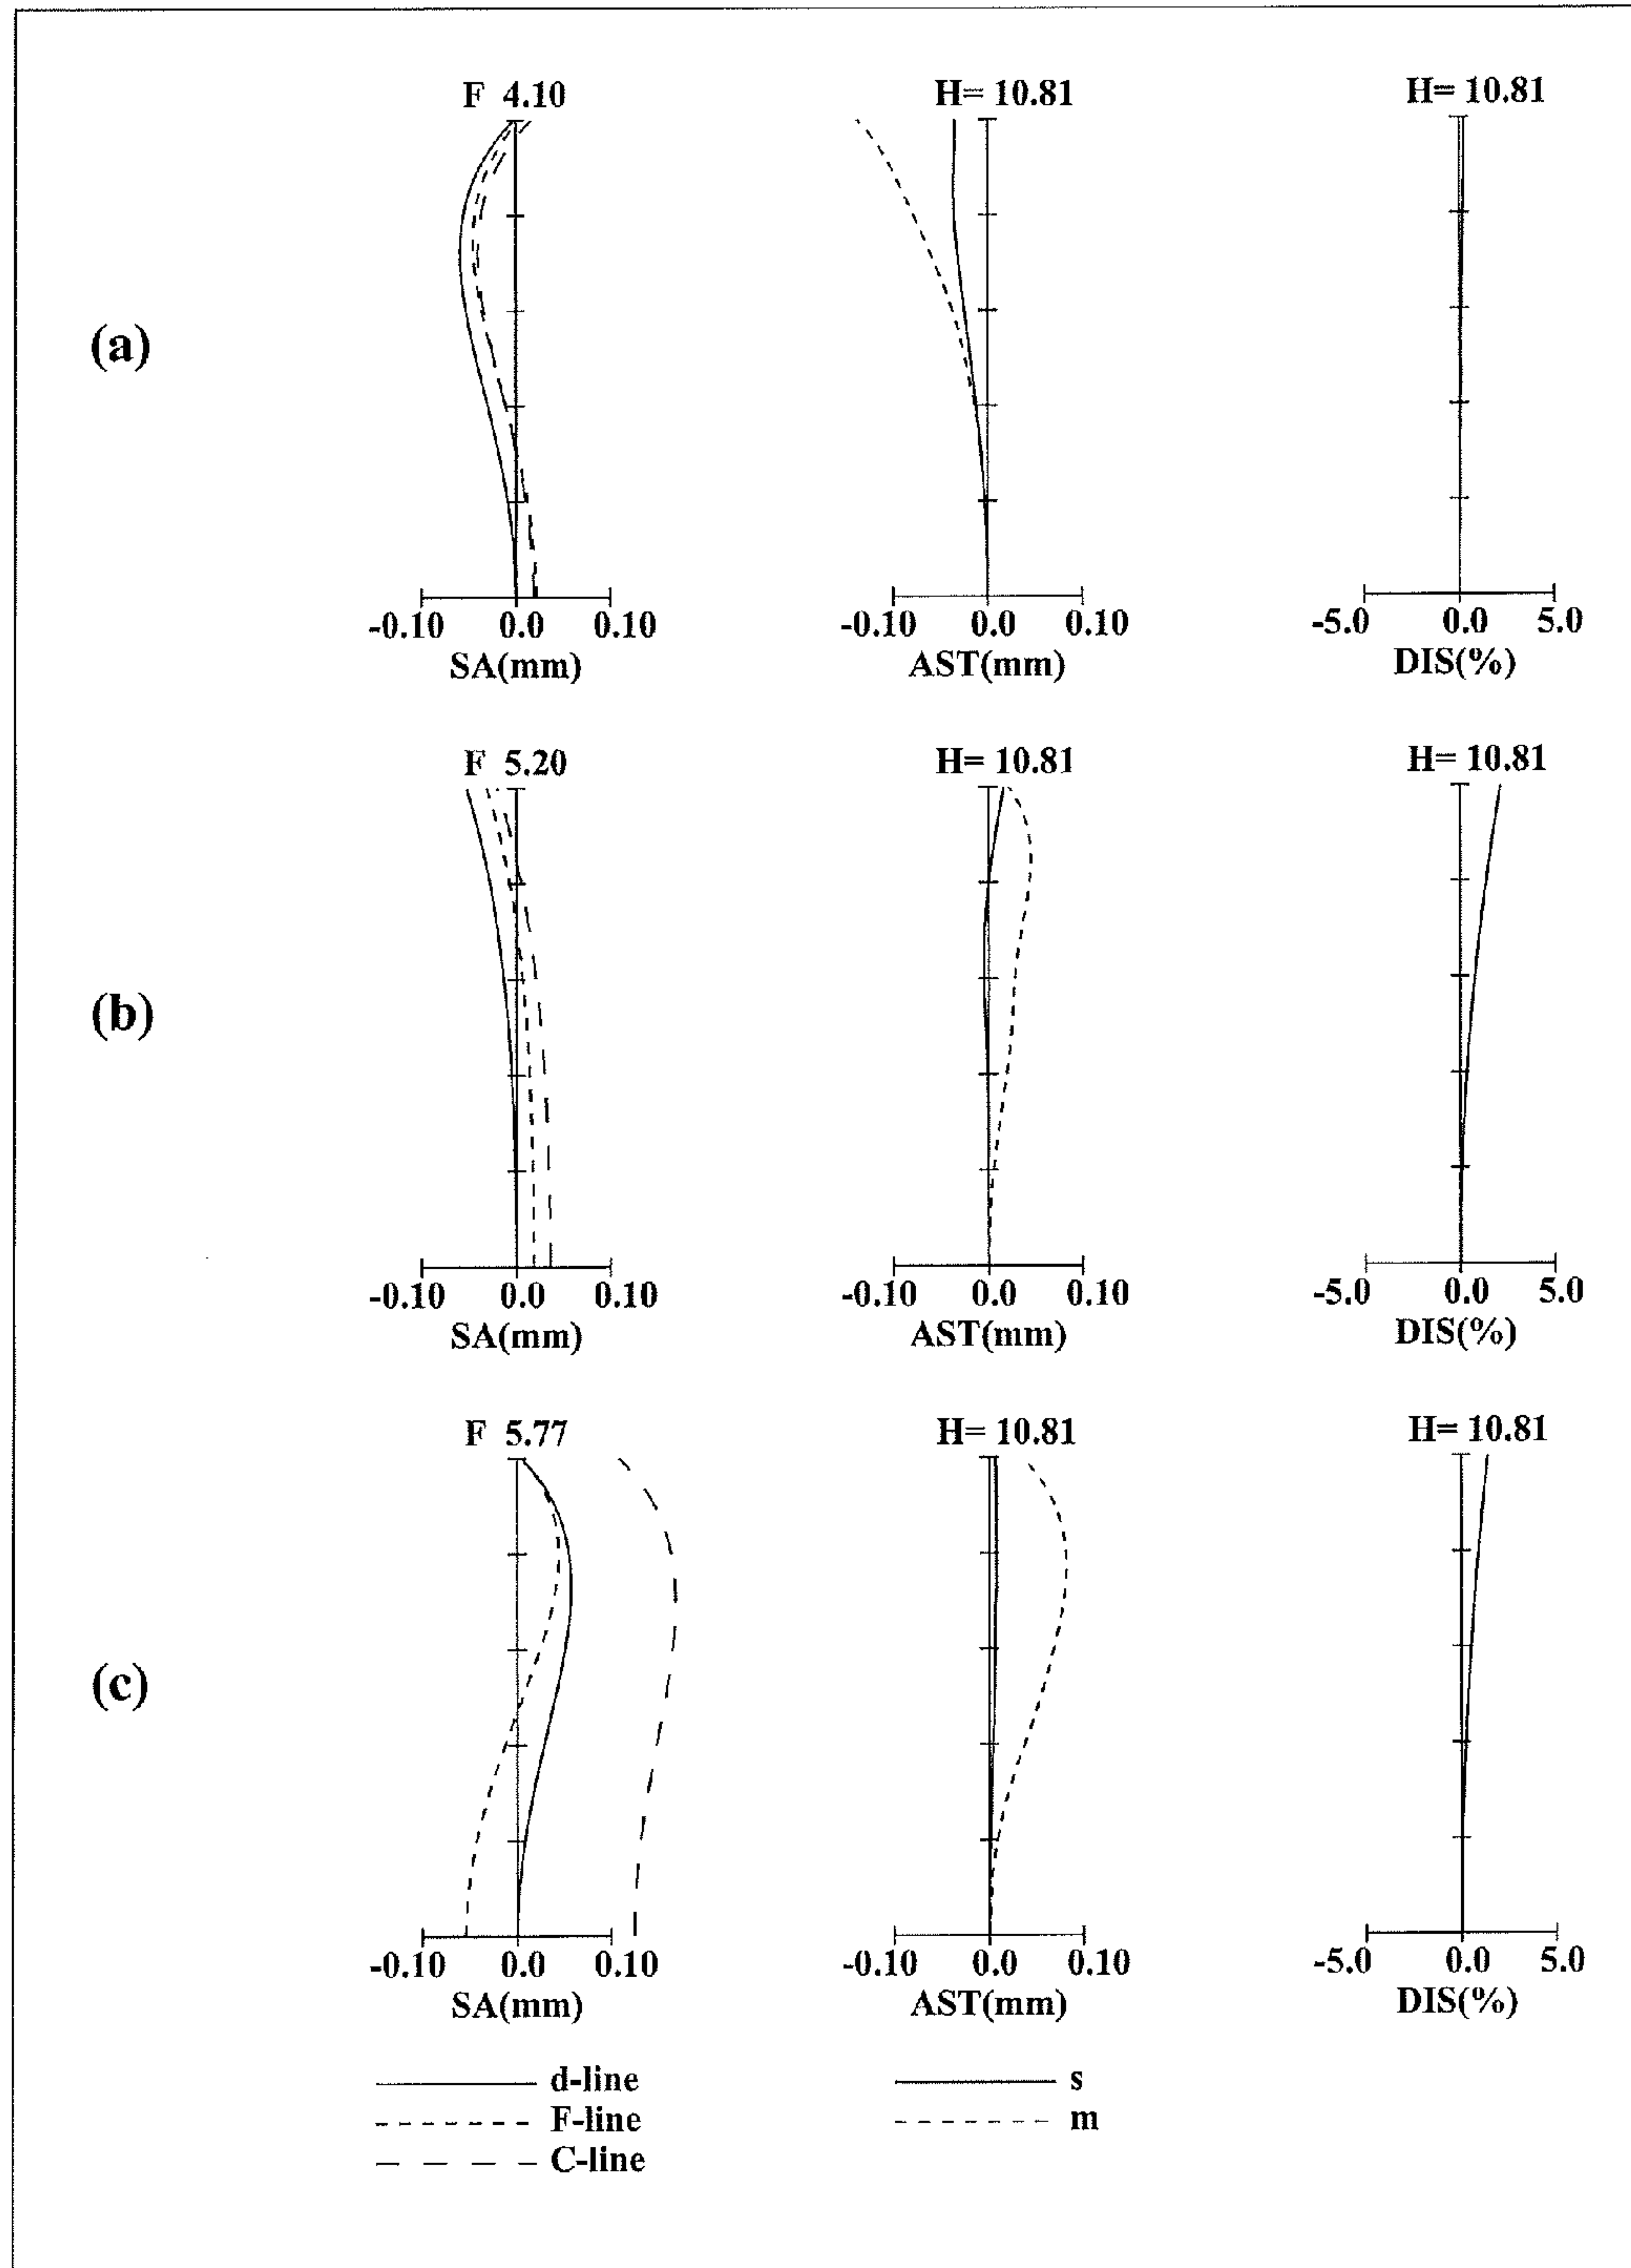 F 4.10 H= 10.81 H= 10.81
(a)
-0.10 0.0 0.10 -0.10 0.0 0.10 -5.0 0.0 5.0
SA(mm) AST(mm) DIS(%)
F 5.20 H= 10.81 H= 10.81
(b)
-0.10 0.0 0.10 -0.10 0.0 0.10 -5.0 0.0 5.0
SA(mm) AST(mm) DIS(%)
F 5.77 H= 10.81 H= 10.81
(c)
-0.10 0.0 0.10 -0.10 0.0 0.10 -5.0 0.0 5.0
SA(mm) AST(mm) DIS(%)
d-line s
F-line m
C-line